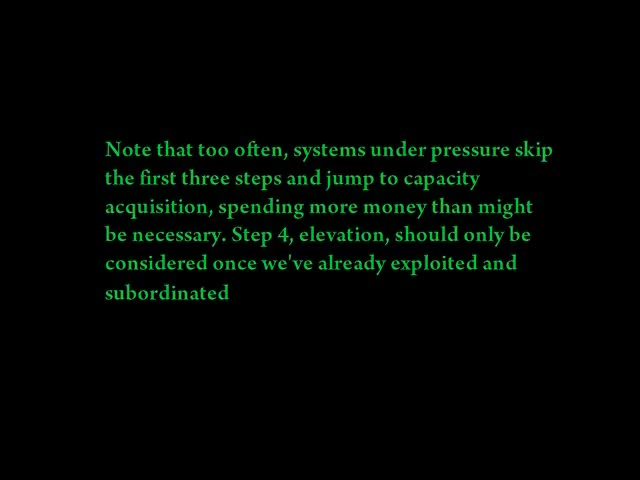 Note that too often, systems under pressure skip
the first three steps and jump to capacity
acquisition, spending more money than might
be necessary. Step 4, elevation, should only be
considered once we've already exploited and
subordinated